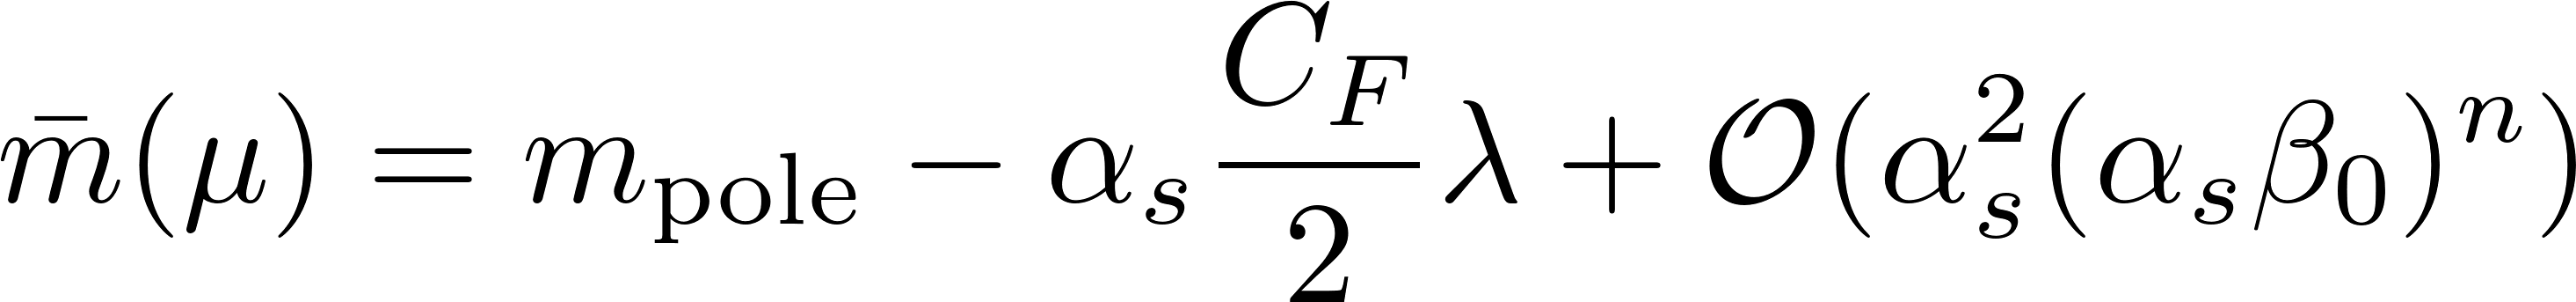 $\bar{m}(\mu) = m_{\text{pole}} - \alpha_s \frac{C_F}{2} \lambda + \mathcal{O}(\alpha_s^2 (\alpha_s \beta_0)^n)$